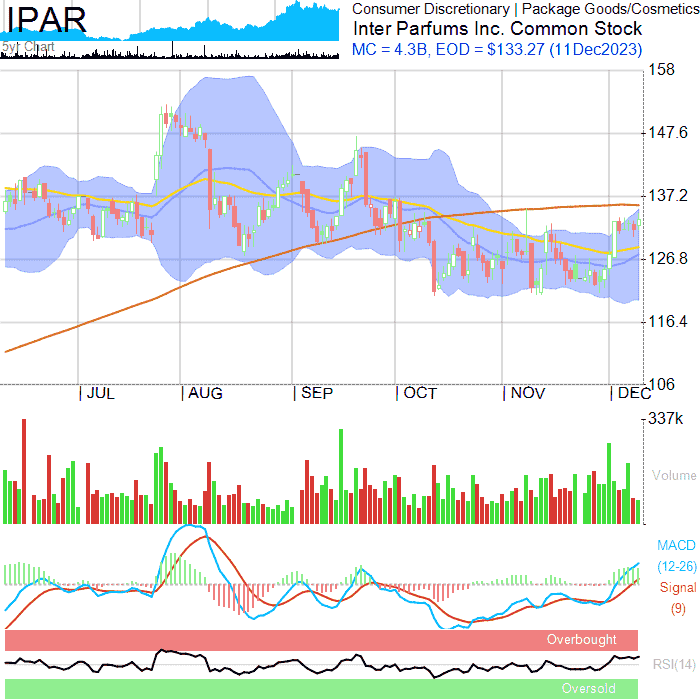 IPAR
5yr Chart
Consumer Discretionary | Package Goods/Cosmetics
Inter Parfums Inc. Common Stock
MC = 4.3B, EOD = $133.27 (11Dec2023)
158
147.6
137.2
126.8
116.4
106
JUL AUG SEP OCT NOV DEC
337k
Volume
MACD
(12-26)
Signal
(9)
Overbought
RSI(14)
Oversold